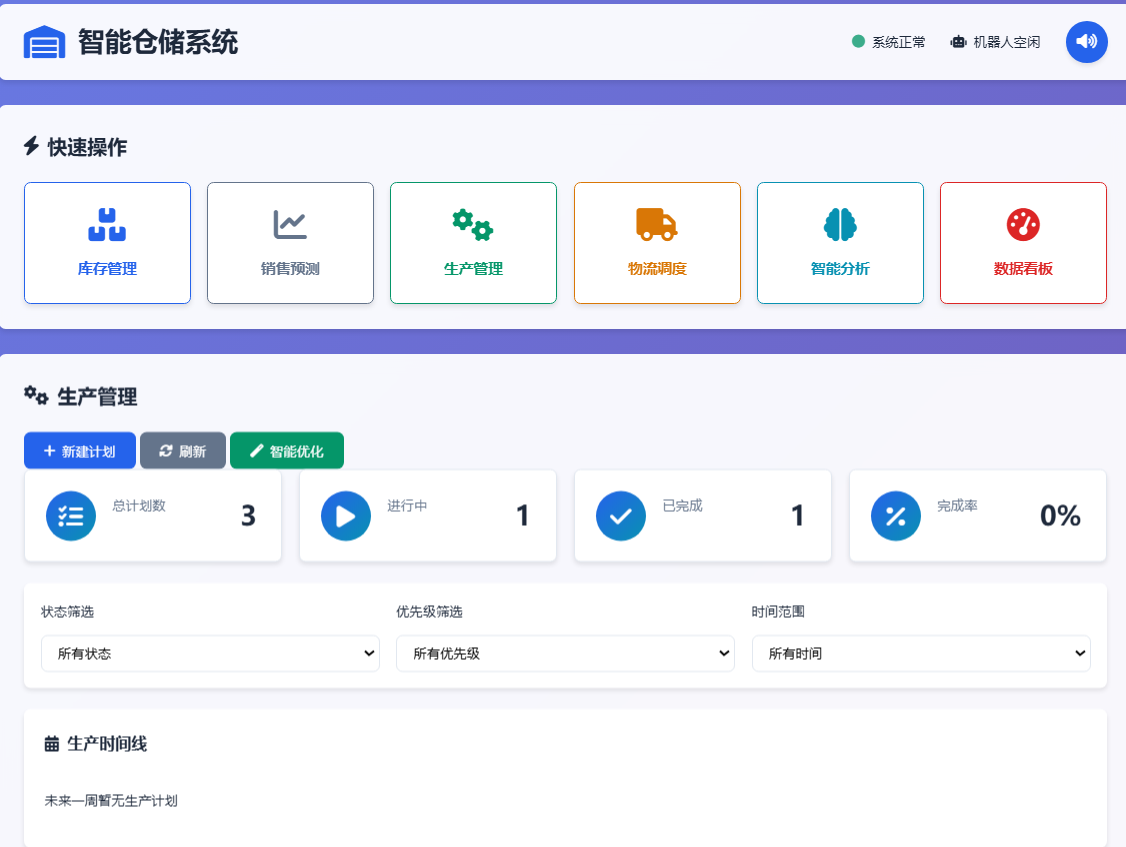 智能仓储系统
系统正常
机器人空闲
快速操作
库存管理
销售预测
生产管理
物流调度
智能分析
数据看板
生产管理
新建计划
刷新
智能优化
总计划数
3
进行中
1
已完成
1
完成率
0%
状态筛选
优先级筛选
时间范围
所有状态
所有优先级
所有时间
生产时间线
未来一周暂无生产计划